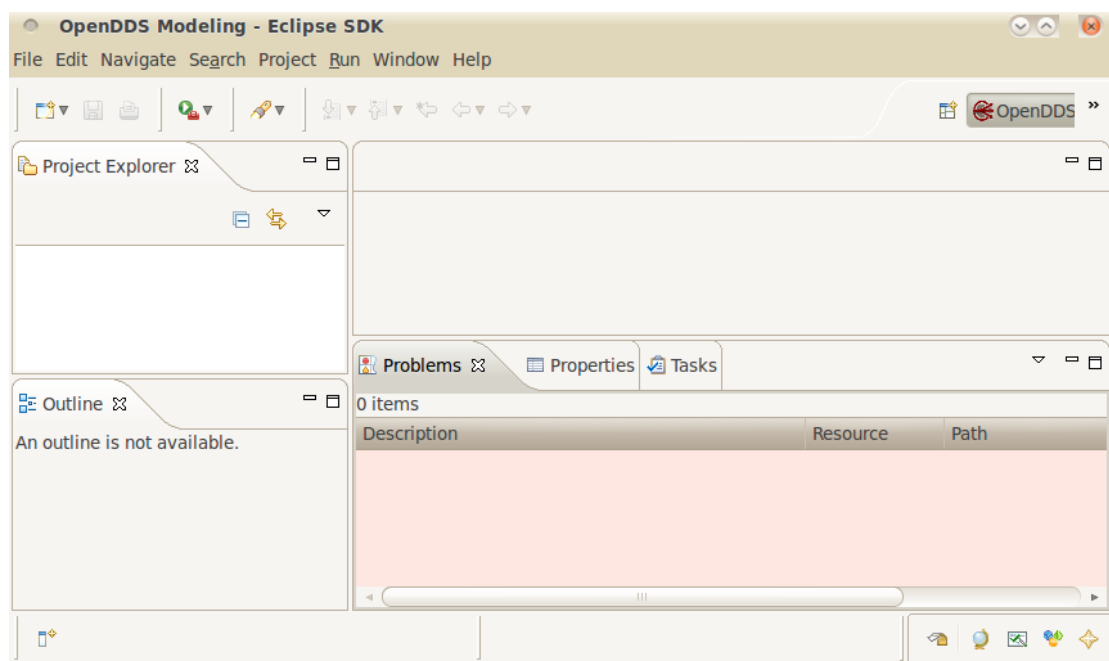 OpenDDS Modeling - Eclipse SDK
File Edit Navigate Search Project Run Window Help
OpenDDS »
Project Explorer
Problems Properties Tasks
0 items
Description Resource Path
Outline
An outline is not available.